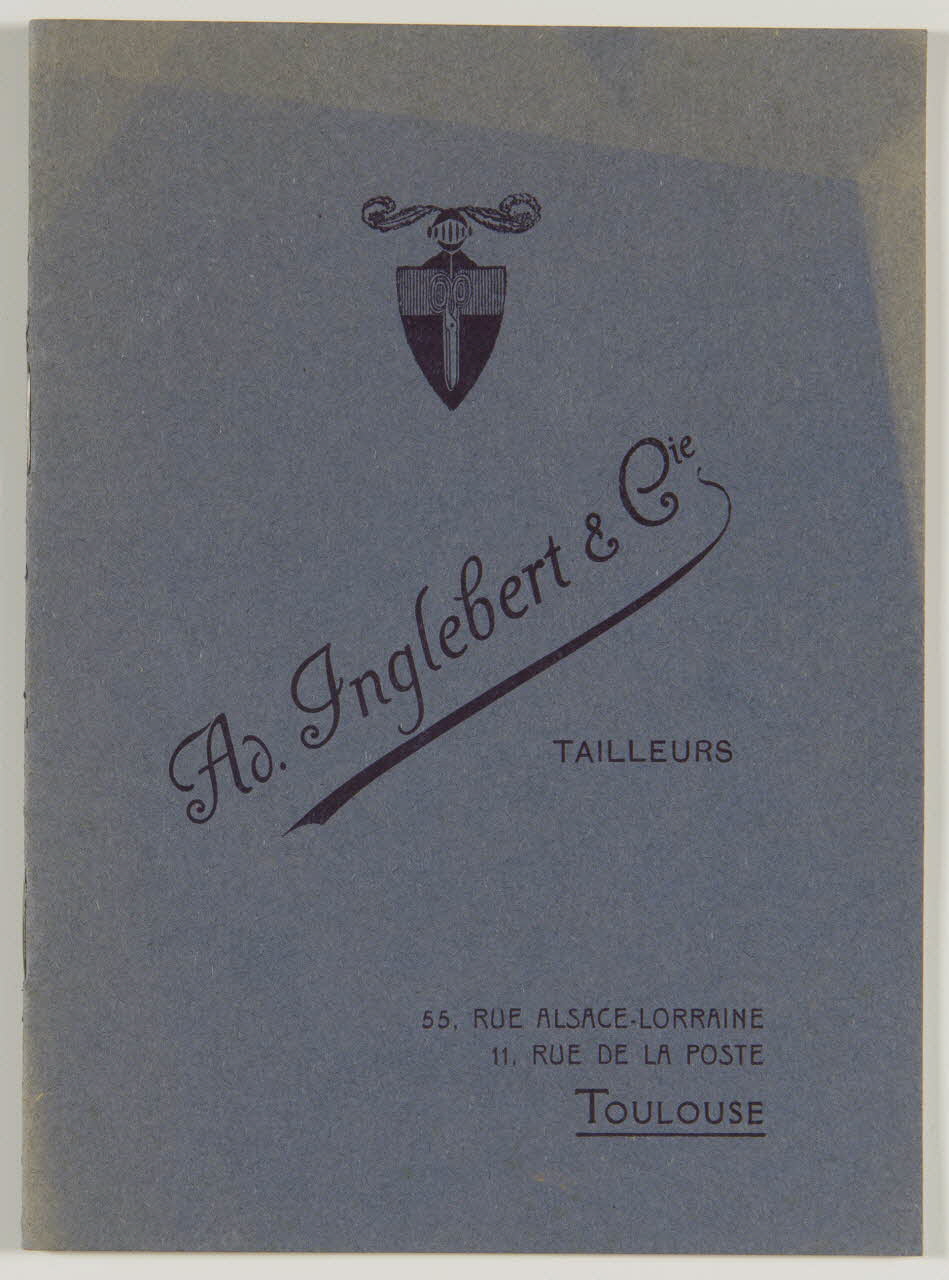 Ad. Inglebert & Cie
TAILLEURS
55, RUE ALSACE-LORRAINE
11, RUE DE LA POSTE
TOULOUSE